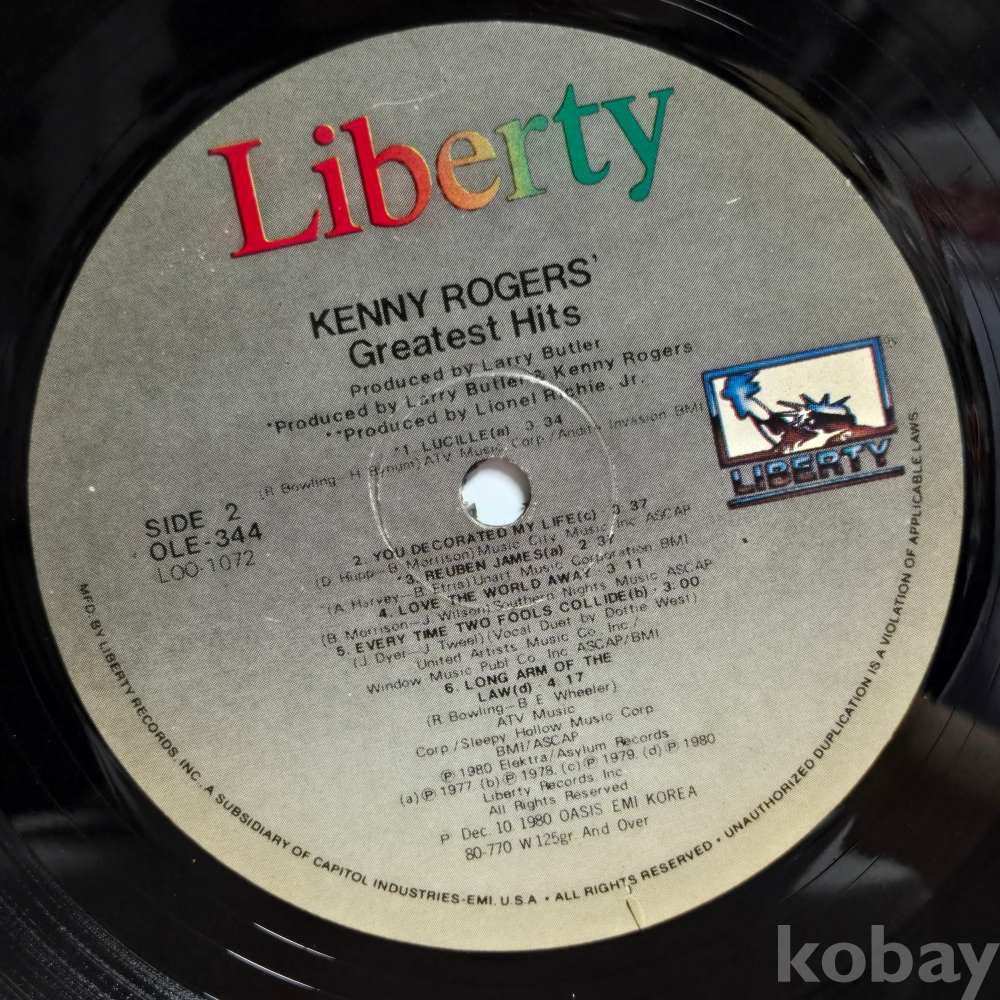 Liberty
KENNY ROGERS'
Greatest Hits
Produced by Larry Butler
*Produced by Larry Butler & Kenny Rogers
**Produced by Lionel Richie, Jr.
*1. LUCILLE(a) 3 34
(R Bowling—H Bynum) ATV Music Corp /Andite Invasion BMI
LIBERTY
SIDE 2
OLE-344
LOO-1072
2. YOU DECORATED MY LIFE(c) · 3 37
(D Hupp—B Morrison) Music City Music Inc ASCAP
*3. REUBEN JAMES(a) 2
(A Harvey—B Etris) Unart Music Corporation BMI
4. LOVE THE WORLD AWAY · 3 11
(B Morrison—J Wilson) Southern Nights Music ASCAP
5. EVERY TIME TWO FOOLS COLLIDE(b) · 3 00
(J Dyer—J Tweel) (Vocal Duet by Dottie West)
United Artists Music Co Inc /
Window Music Publ Co Inc ASCAP/BMI
6. LONG ARM OF THE
LAW(d) · 4 17
(R Bowling—B E Wheeler)
ATV Music
Corp /Sleepy Hollow Music Corp.
BMI/ASCAP
℗ 1980 Elektra/Asylum Records
(a) ℗ 1977, (b) ℗ 1978, (c) ℗ 1979, (d) ℗ 1980
Liberty Records, Inc
All Rights Reserved
P Dec. 10 1980 OASIS EMI KOREA
80-770 W 125gr And Over
MFD BY LIBERTY RECORDS, INC., A SUBSIDIARY OF CAPITOL INDUSTRIES-EMI, U.S.A • ALL RIGHTS RESERVED • UNAUTHORIZED DUPLICATION IS A VIOLATION OF APPLICABLE LAWS
kobay